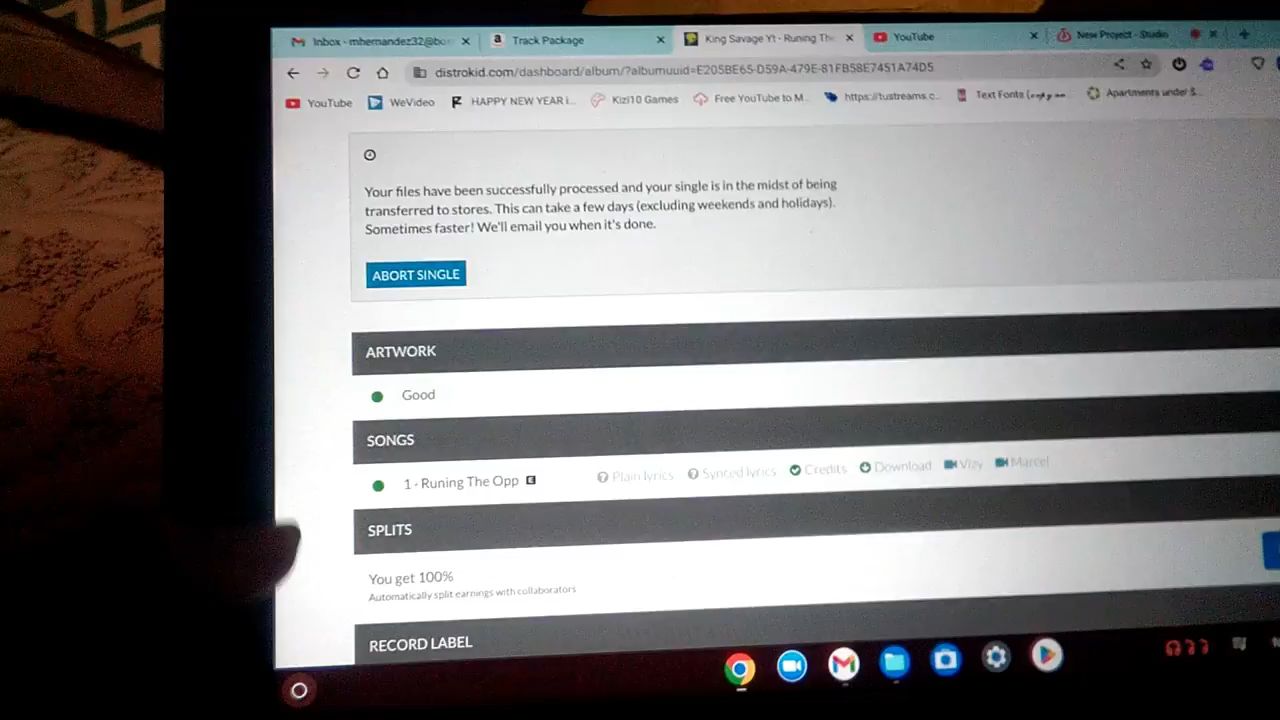 Inbox - mhernandez32@bo
Track Package
King Savage Yt - Runing Th
YouTube
New Project - Studio
distrokid.com/dashboard/album/?albumuuid=E205BE65-D59A-479E-81FB58E7451A74D5
YouTube
WeVideo
HAPPY NEW YEAR i...
Kizi10 Games
Free YouTube to M...
https://tustreams.c...
Text Fonts
Apartments under $...
Your files have been successfully processed and your single is in the midst of being
transferred to stores. This can take a few days (excluding weekends and holidays).
Sometimes faster! We'll email you when it's done.
ABORT SINGLE
ARTWORK
Good
SONGS
1 - Runing The Opp E
Plain lyrics
Synced lyrics
Credits
Download
Vizy
Marcel
SPLITS
You get 100%
Automatically split earnings with collaborators
RECORD LABEL